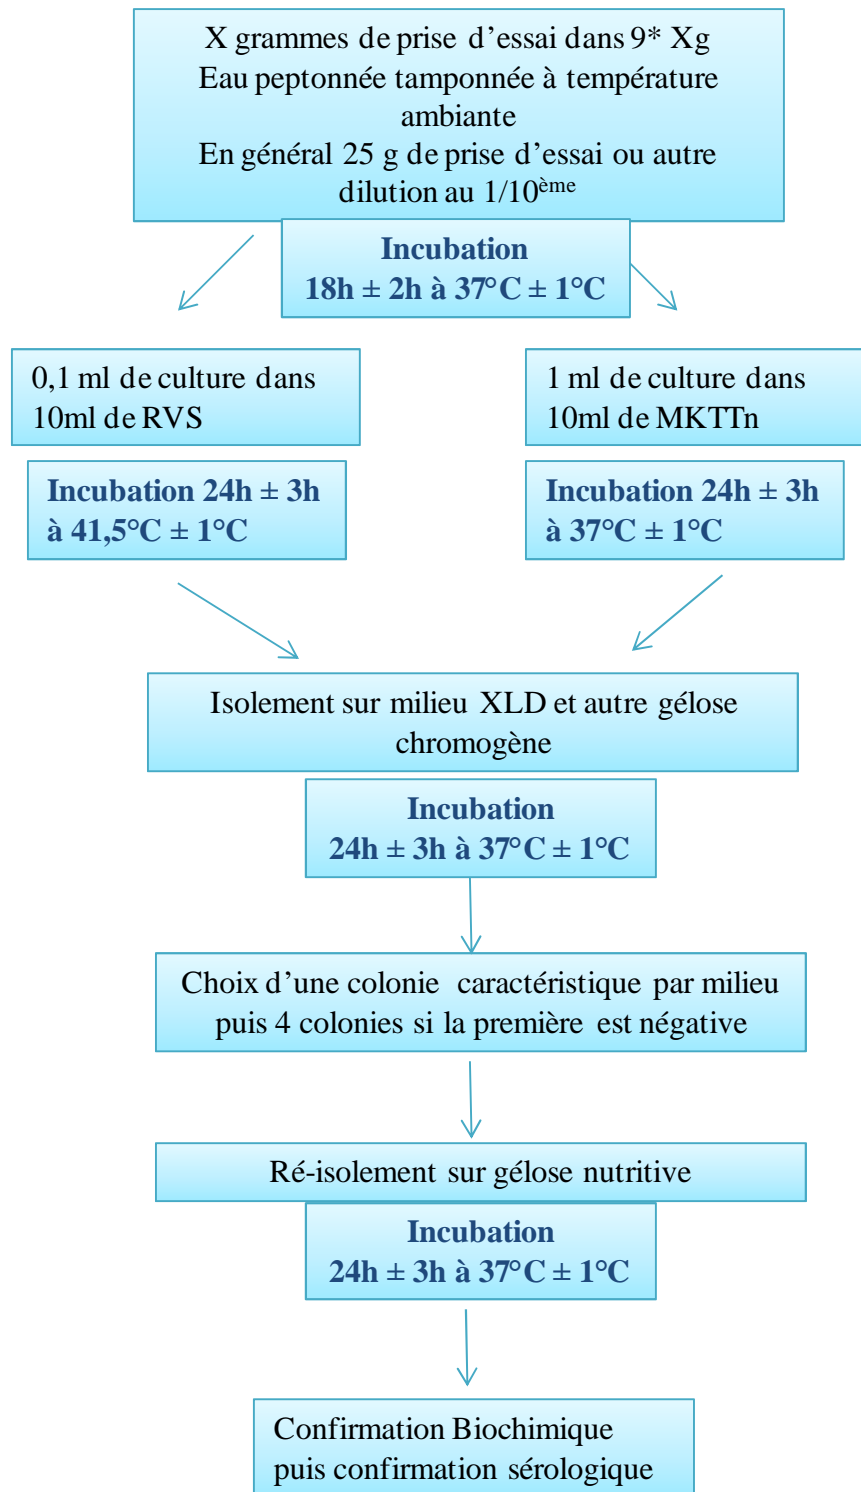 X grammes de prise d’essai dans 9* Xg
Eau peptonnée tamponnée à température
ambiante
En général 25 g de prise d’essai ou autre
dilution au 1/10ème
Incubation
18h ± 2h à 37°C ± 1°C
0,1 ml de culture dans
10ml de RVS
1 ml de culture dans
10ml de MKTTn
Incubation 24h ± 3h
à 41,5°C ± 1°C
Incubation 24h ± 3h
à 37°C ± 1°C
Isolement sur milieu XLD et autre gélose
chromogène
Incubation
24h ± 3h à 37°C ± 1°C
Choix d’une colonie caractéristique par milieu
puis 4 colonies si la première est négative
Ré-isolement sur gélose nutritive
Incubation
24h ± 3h à 37°C ± 1°C
Confirmation Biochimique
puis confirmation sérologique